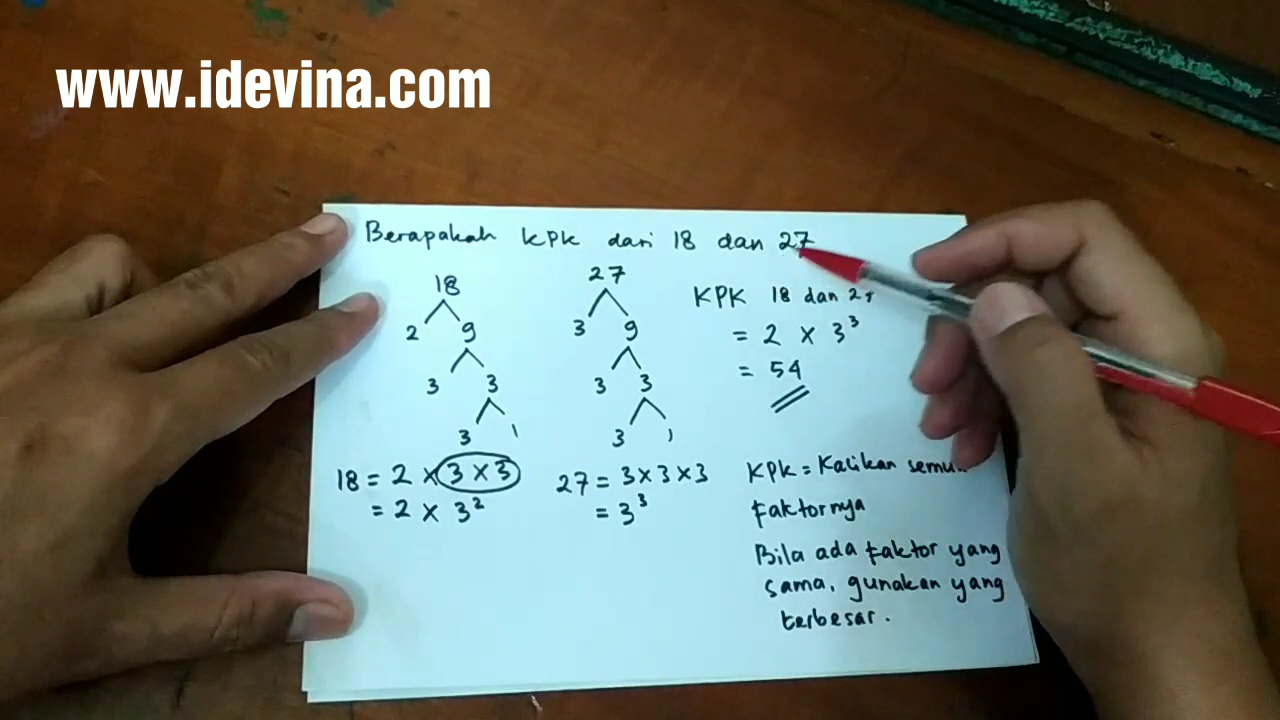 www.idevina.com
Berapakah KPK dari 18 dan 27
18
2 9
3 3
3 1
18 = 2 × 3 × 3
= 2 × 3²
27
3 9
3 3
3 1
27 = 3 × 3 × 3
= 3³
KPK 18 dan 27
= 2 × 3³
= 54
KPK = Kalikan semua
faktornya
Bila ada faktor yang
sama, gunakan yang
terbesar.